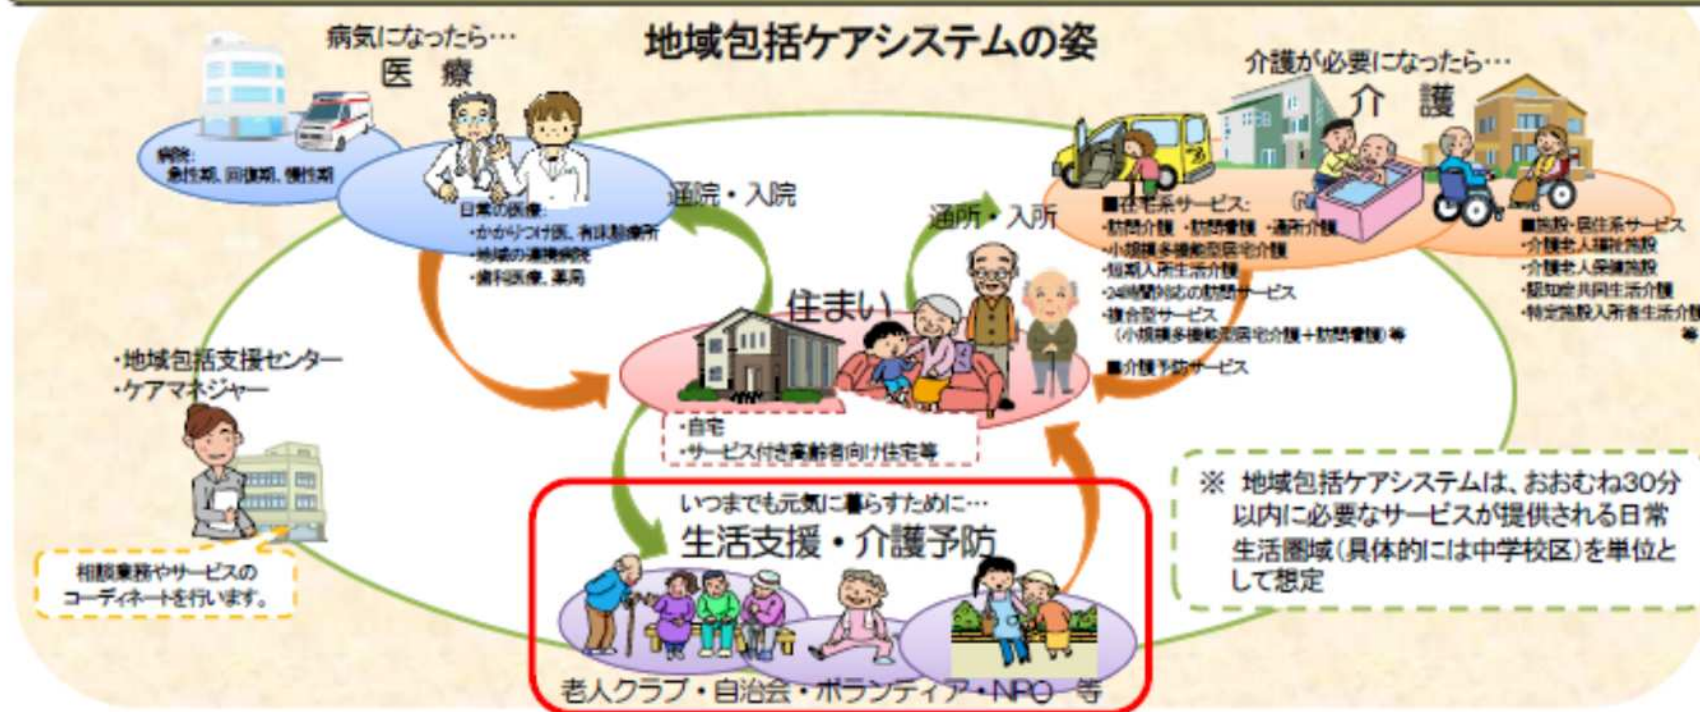 地域包括ケアシステムの姿
病気になったら…
医 療
病院:
急性期、回復期、慢性期
日常の医療:
・かかりつけ医、有床診療所
・地域の連携病院
・歯科医療、薬局
通院・入院
通所・入所
介護が必要になったら…
介 護
■在宅系サービス:
・訪問介護 ・訪問看護 ・通所介護
・小規模多機能型居宅介護
・短期入所生活介護
・24時間対応の訪問サービス
・複合型サービス
(小規模多機能型居宅介護+訪問看護)等
■介護予防サービス
■施設・居住系サービス
・介護老人福祉施設
・介護老人保健施設
・認知症共同生活介護
・特定施設入所者生活介護
等
住まい
・自宅
・サービス付き高齢者向け住宅等
・地域包括支援センター
・ケアマネジャー
相談業務やサービスの
コーディネートを行います。
いつまでも元気に暮らすために…
生活支援・介護予防
老人クラブ・自治会・ボランティア・NPO 等
※ 地域包括ケアシステムは、おおむね30分
以内に必要なサービスが提供される日常
生活圏域(具体的には中学校区)を単位と
して想定